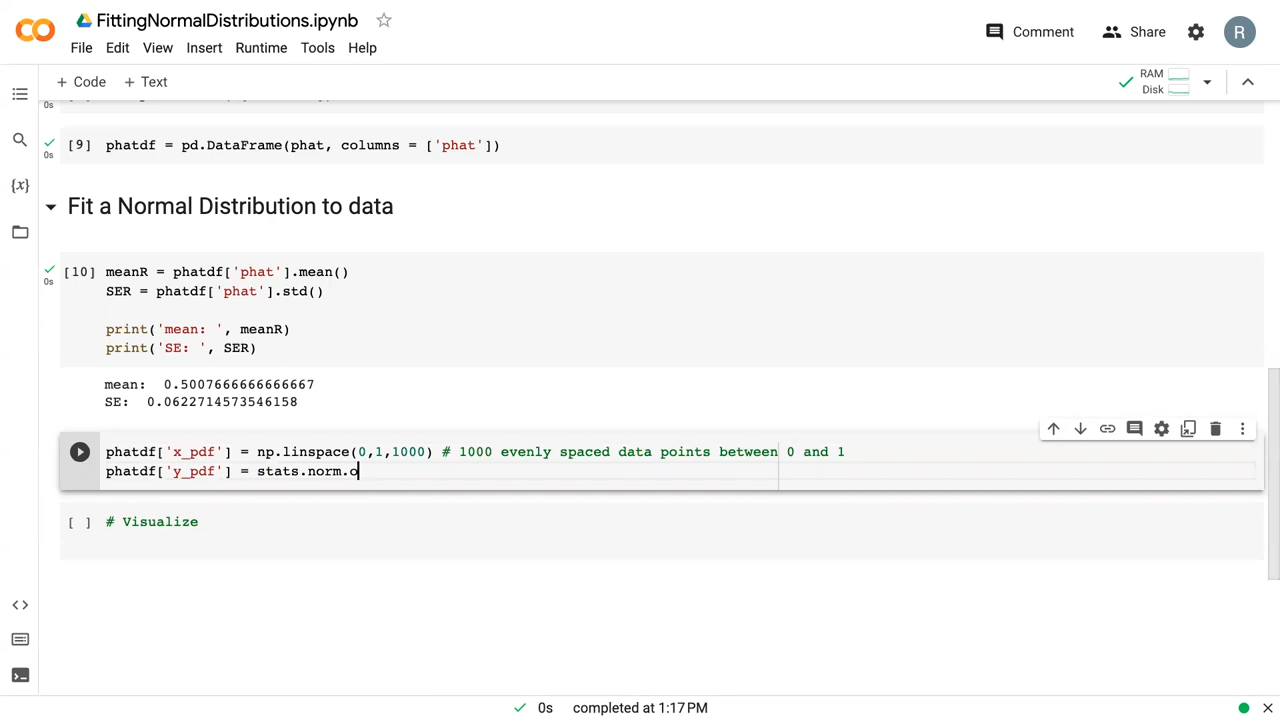 FittingNormalDistributions.ipynb
File Edit View Insert Runtime Tools Help
Comment Share R
+ Code + Text
RAM
Disk
0s
[9] phatdf = pd.DataFrame(phat, columns = ['phat'])
0s
Fit a Normal Distribution to data
[10] meanR = phatdf['phat'].mean()
0s
SER = phatdf['phat'].std()
print('mean: ', meanR)
print('SE: ', SER)
mean: 0.5007666666666667
SE: 0.0622714573546158
phatdf['x_pdf'] = np.linspace(0,1,1000) # 1000 evenly spaced data points between 0 and 1
phatdf['y_pdf'] = stats.norm.o
[ ] # Visualize
0s completed at 1:17 PM